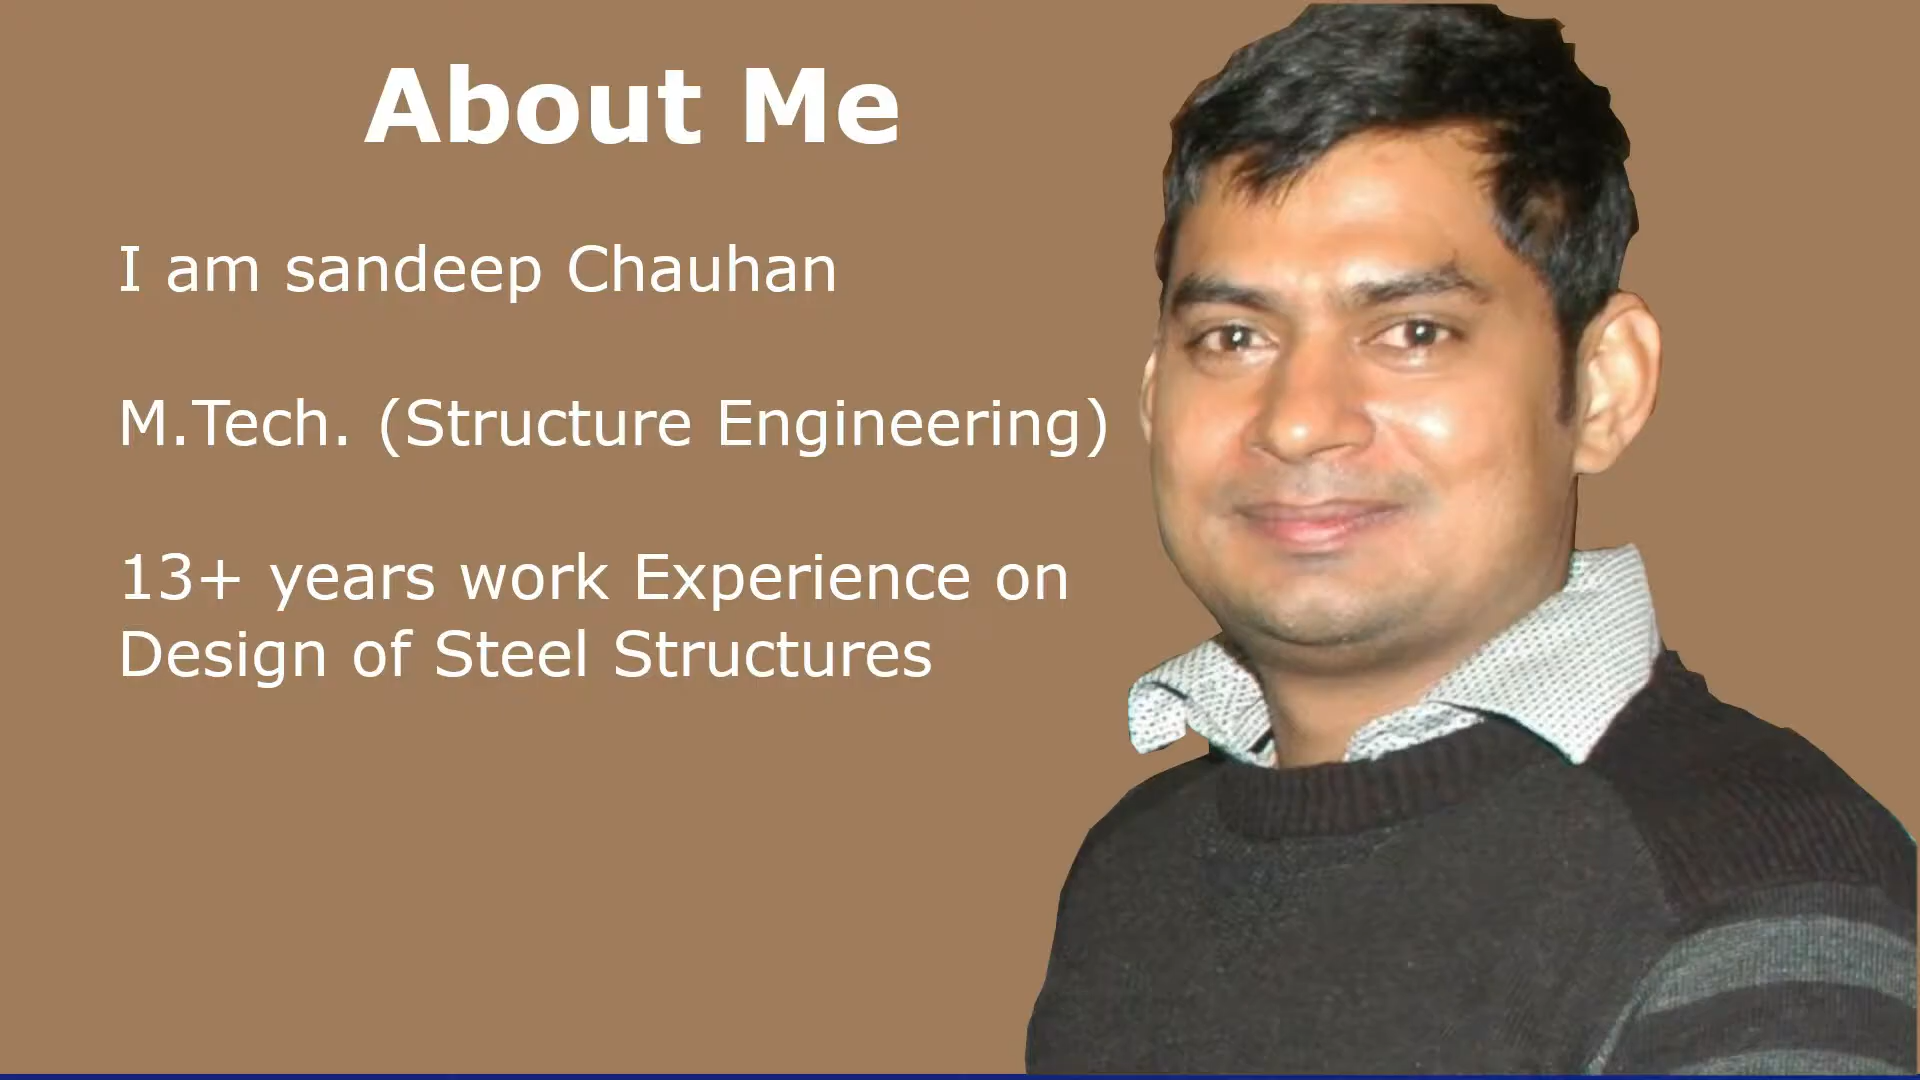 About Me
I am sandeep Chauhan
M.Tech. (Structure Engineering)
13+ years work Experience on
Design of Steel Structures